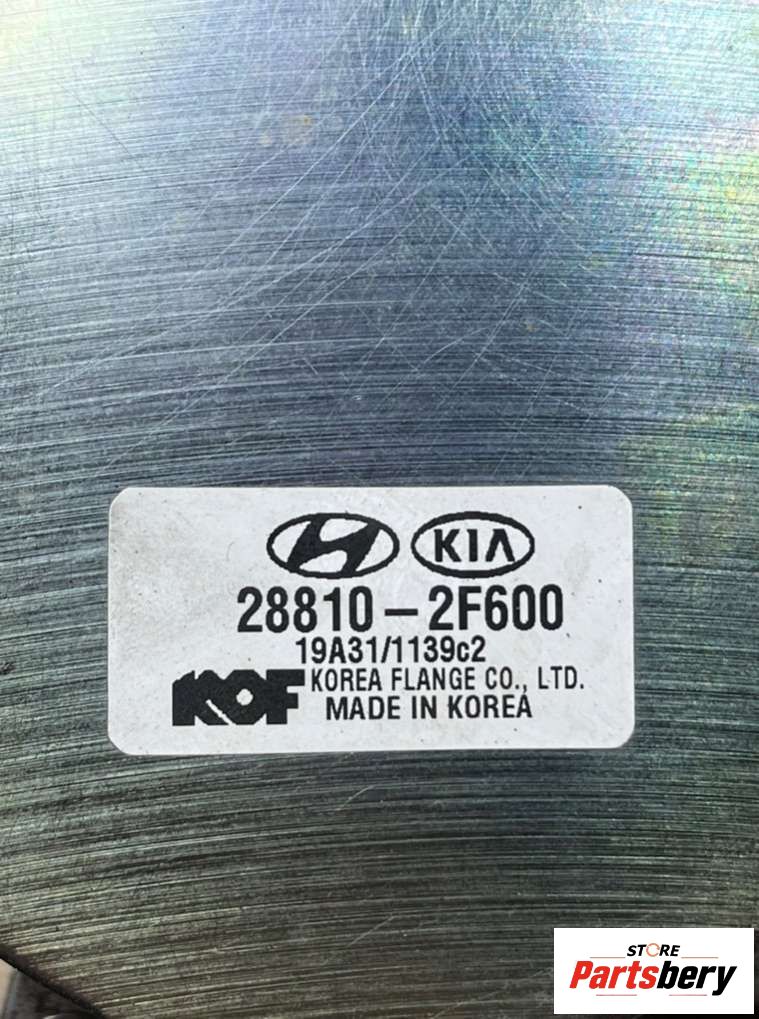 KIA
28810-2F600
19A31/1139c2
KOF KOREA FLANGE CO., LTD.
MADE IN KOREA
STORE
Partsbery